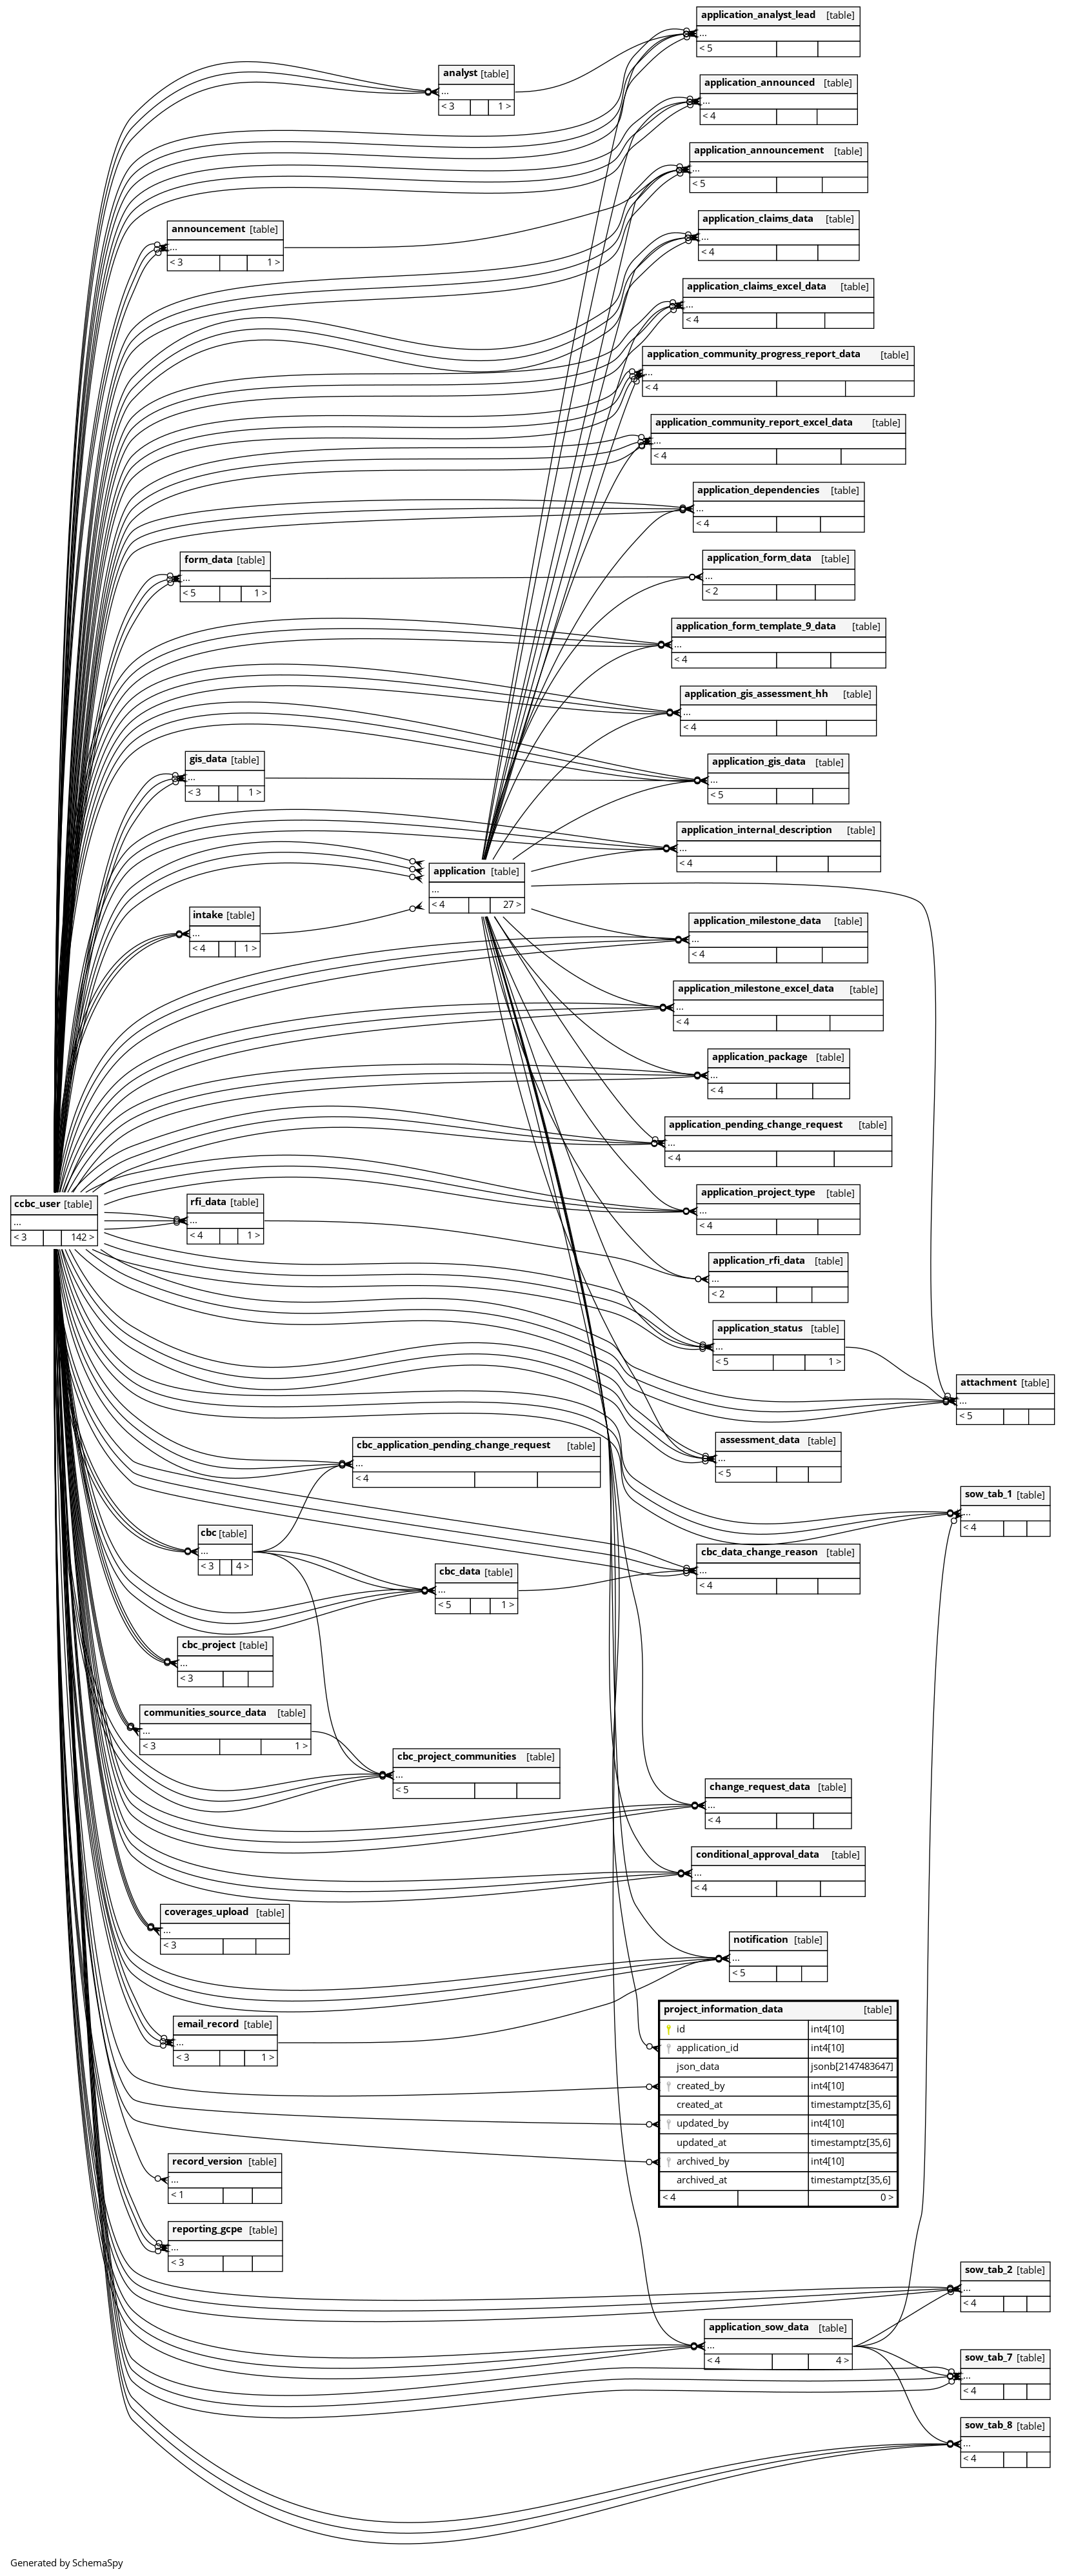 application_analyst_lead [table]
...
< 5
analyst [table]
...
< 3 1 >
application_announced [table]
...
< 4
application_announcement [table]
...
< 5
application_claims_data [table]
...
< 4
announcement [table]
...
< 3 1 >
application_claims_excel_data [table]
...
< 4
application_community_progress_report_data [table]
...
< 4
application_community_report_excel_data [table]
...
< 4
application_dependencies [table]
...
< 4
form_data [table]
...
< 5 1 >
application_form_data [table]
...
< 2
application_form_template_9_data [table]
...
< 4
application_gis_assessment_hh [table]
...
< 4
gis_data [table]
...
< 3 1 >
application_gis_data [table]
...
< 5
application_internal_description [table]
...
< 4
application [table]
...
< 4 27 >
intake [table]
...
< 4 1 >
application_milestone_data [table]
...
< 4
application_milestone_excel_data [table]
...
< 4
application_package [table]
...
< 4
application_pending_change_request [table]
...
< 4
application_project_type [table]
...
< 4
ccbc_user [table]
...
< 3 142 >
rfi_data [table]
...
< 4 1 >
application_rfi_data [table]
...
< 2
application_status [table]
...
< 5 1 >
attachment [table]
...
< 5
assessment_data [table]
...
< 5
cbc_application_pending_change_request [table]
...
< 4
sow_tab_1 [table]
...
< 4
cbc [table]
...
< 3 4 >
cbc_data_change_reason [table]
...
< 4
cbc_data [table]
...
< 5 1 >
cbc_project [table]
...
< 3
communities_source_data [table]
...
< 3 1 >
cbc_project_communities [table]
...
< 5
change_request_data [table]
...
< 4
conditional_approval_data [table]
...
< 4
coverages_upload [table]
...
< 3
notification [table]
...
< 5
email_record [table]
...
< 3 1 >
project_information_data [table]
id int4[10]
application_id int4[10]
json_data jsonb[2147483647]
created_by int4[10]
created_at timestamptz[35,6]
updated_by int4[10]
updated_at timestamptz[35,6]
archived_by int4[10]
archived_at timestamptz[35,6]
< 4 0 >
record_version [table]
...
< 1
reporting_gcpe [table]
...
< 3
sow_tab_2 [table]
...
< 4
application_sow_data [table]
...
< 4 4 >
sow_tab_7 [table]
...
< 4
sow_tab_8 [table]
...
< 4
Generated by SchemaSpy